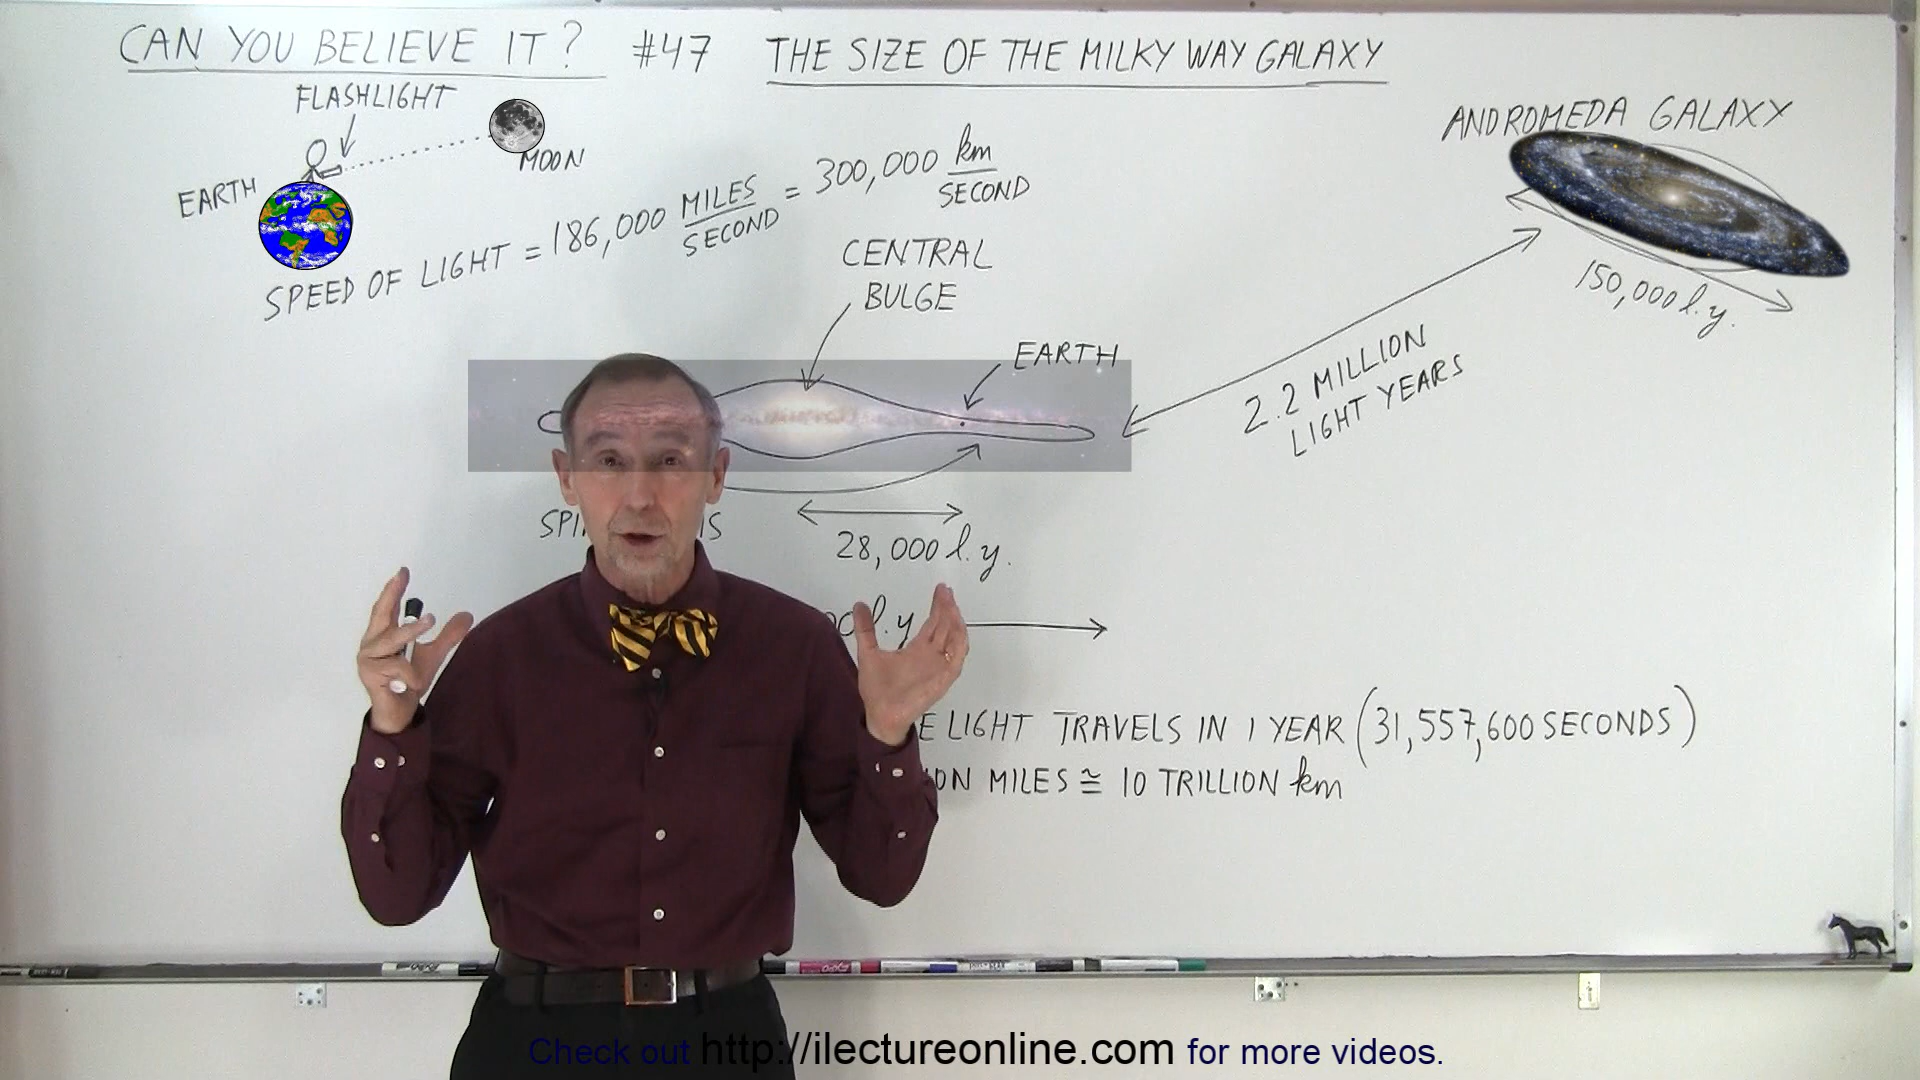 CAN YOU BELIEVE IT? #47 THE SIZE OF THE MILKY WAY GALAXY
FLASHLIGHT
MOON
EARTH
SPEED OF LIGHT = 186,000 MILES/SECOND = 300,000 km/SECOND
ANDROMEDA GALAXY
150,000 l.y.
CENTRAL
BULGE
EARTH
2.2 MILLION
LIGHT YEARS
28,000 l.y.
l.y
LIGHT TRAVELS IN 1 YEAR (31,557,600 SECONDS)
MILES ≅ 10 TRILLION km
Check out http://ilectureonline.com for more videos.